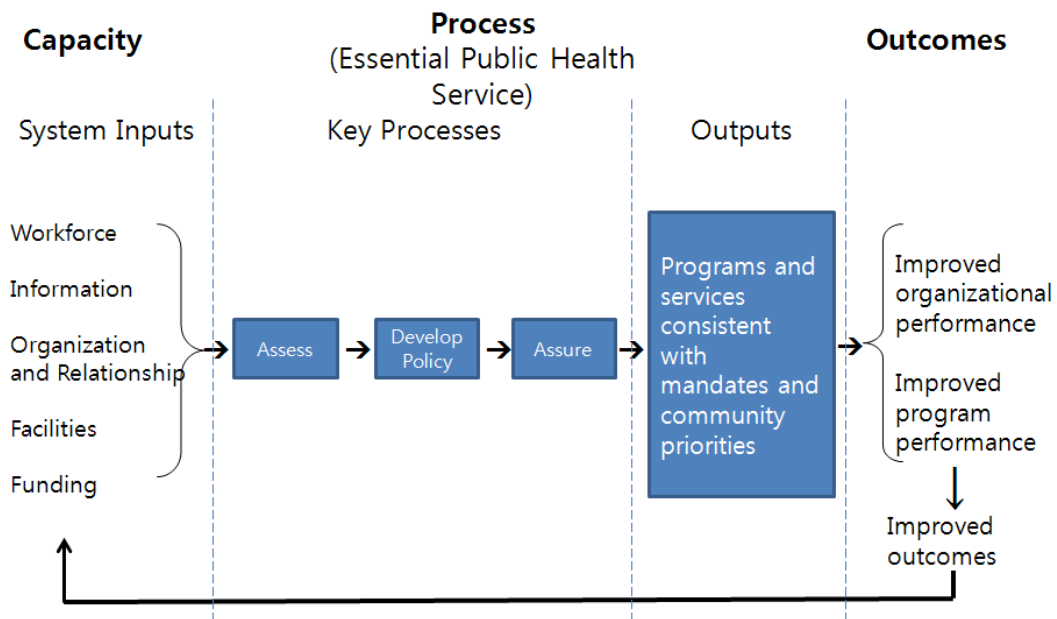 Capacity
Process
(Essential Public Health
Service)
Outcomes
System Inputs
Key Processes
Outputs
Workforce
Information
Organization
and Relationship
Facilities
Funding
Assess
Develop
Policy
Assure
Programs and
services
consistent
with
mandates and
community
priorities
Improved
organizational
performance
Improved
program
performance
Improved
outcomes